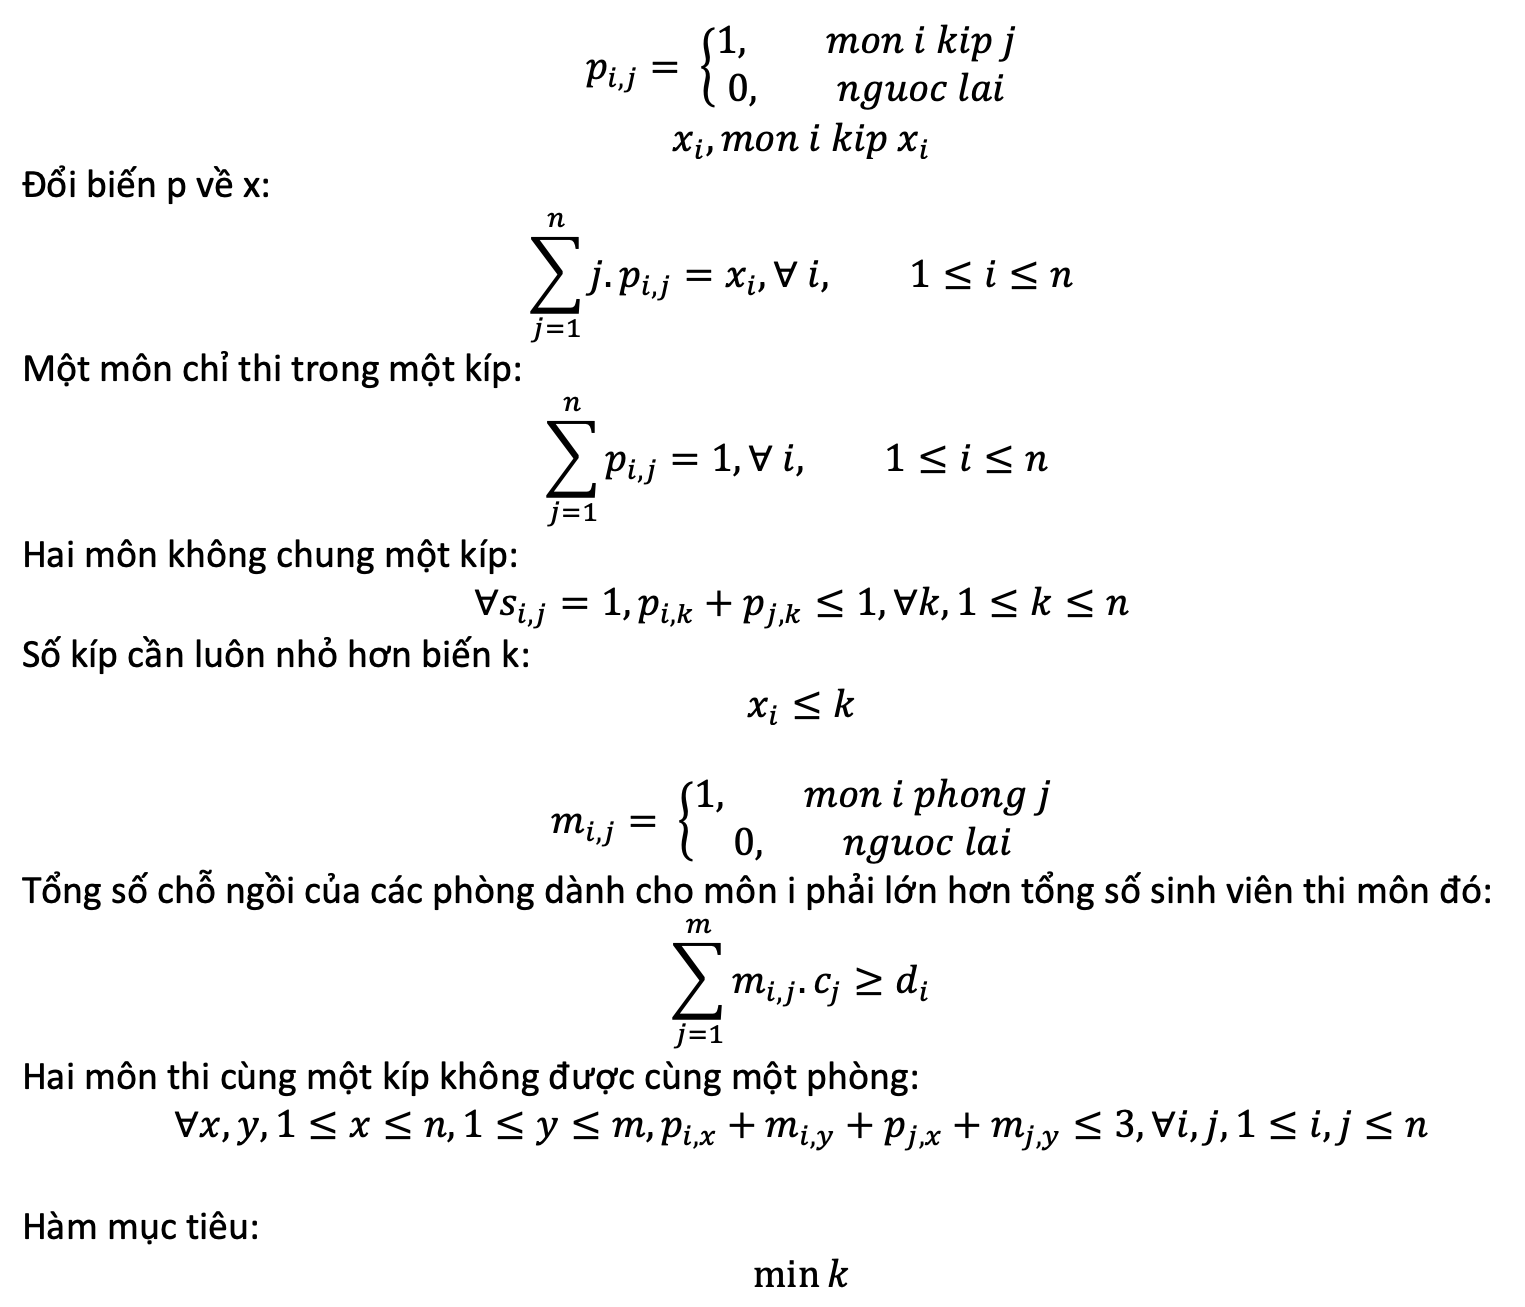 p_{i,j} = { 1, mon i kip j
0, nguoc lai
x_i, mon i kip x_i
Đổi biến p về x:
∑_{j=1}^{n} j.p_{i,j} = x_i, ∀ i, 1 ≤ i ≤ n
Một môn chỉ thi trong một kíp:
∑_{j=1}^{n} p_{i,j} = 1, ∀ i, 1 ≤ i ≤ n
Hai môn không chung một kíp:
∀s_{i,j} = 1, p_{i,k} + p_{j,k} ≤ 1, ∀k, 1 ≤ k ≤ n
Số kíp cần luôn nhỏ hơn biến k:
x_i ≤ k
m_{i,j} = { 1, mon i phong j
0, nguoc lai
Tổng số chỗ ngồi của các phòng dành cho môn i phải lớn hơn tổng số sinh viên thi môn đó:
∑_{j=1}^{m} m_{i,j}.c_j ≥ d_i
Hai môn thi cùng một kíp không được cùng một phòng:
∀x, y, 1 ≤ x ≤ n, 1 ≤ y ≤ m, p_{i,x} + m_{i,y} + p_{j,x} + m_{j,y} ≤ 3, ∀i, j, 1 ≤ i, j ≤ n
Hàm mục tiêu:
min k